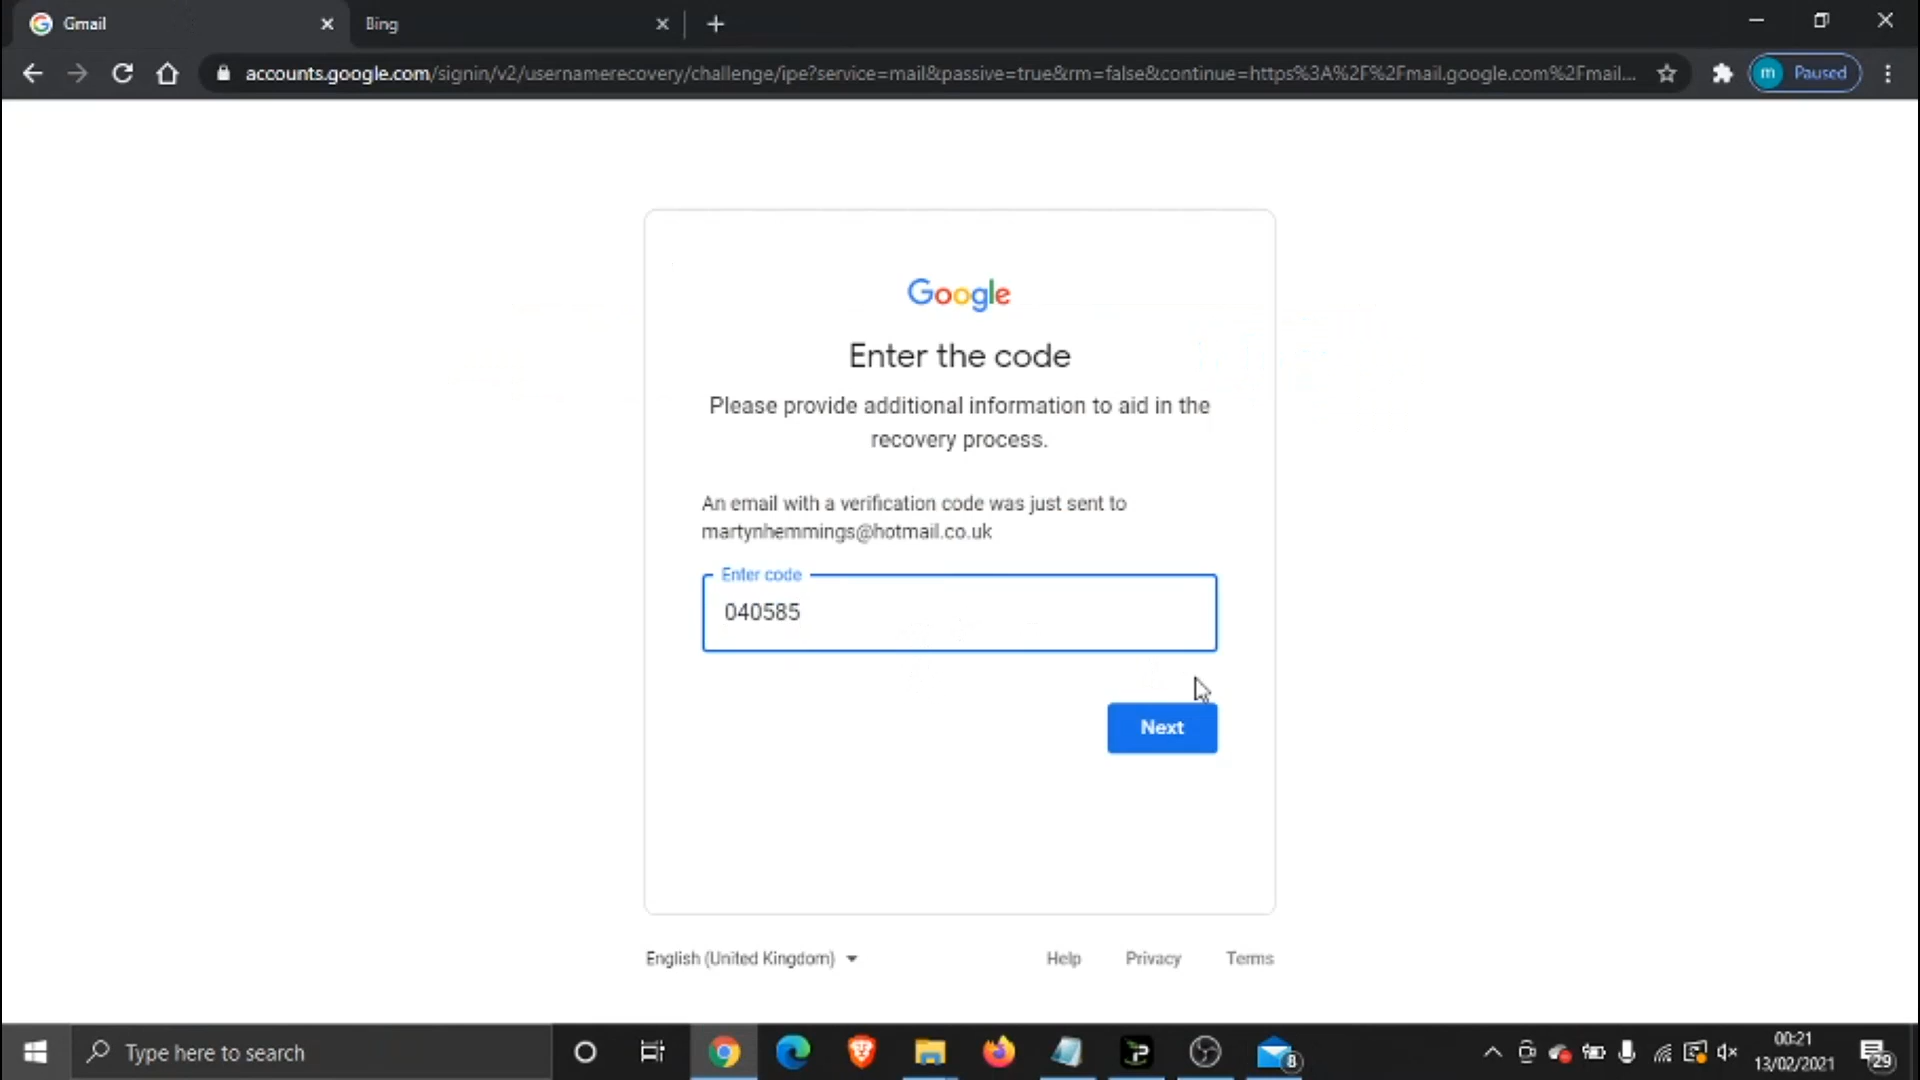 Gmail
Bing
accounts.google.com/signin/v2/usernamerecovery/challenge/ipe?service=mail&passive=true&rm=false&continue=https%3A%2F%2Fmail.google.com%2Fmail...
m Paused
Google
Enter the code
Please provide additional information to aid in the
recovery process.
An email with a verification code was just sent to
martynhemmings@hotmail.co.uk
Enter code
040585
Next
English (United Kingdom)
Help Privacy Terms
Type here to search
8
00:21
13/02/2021
29